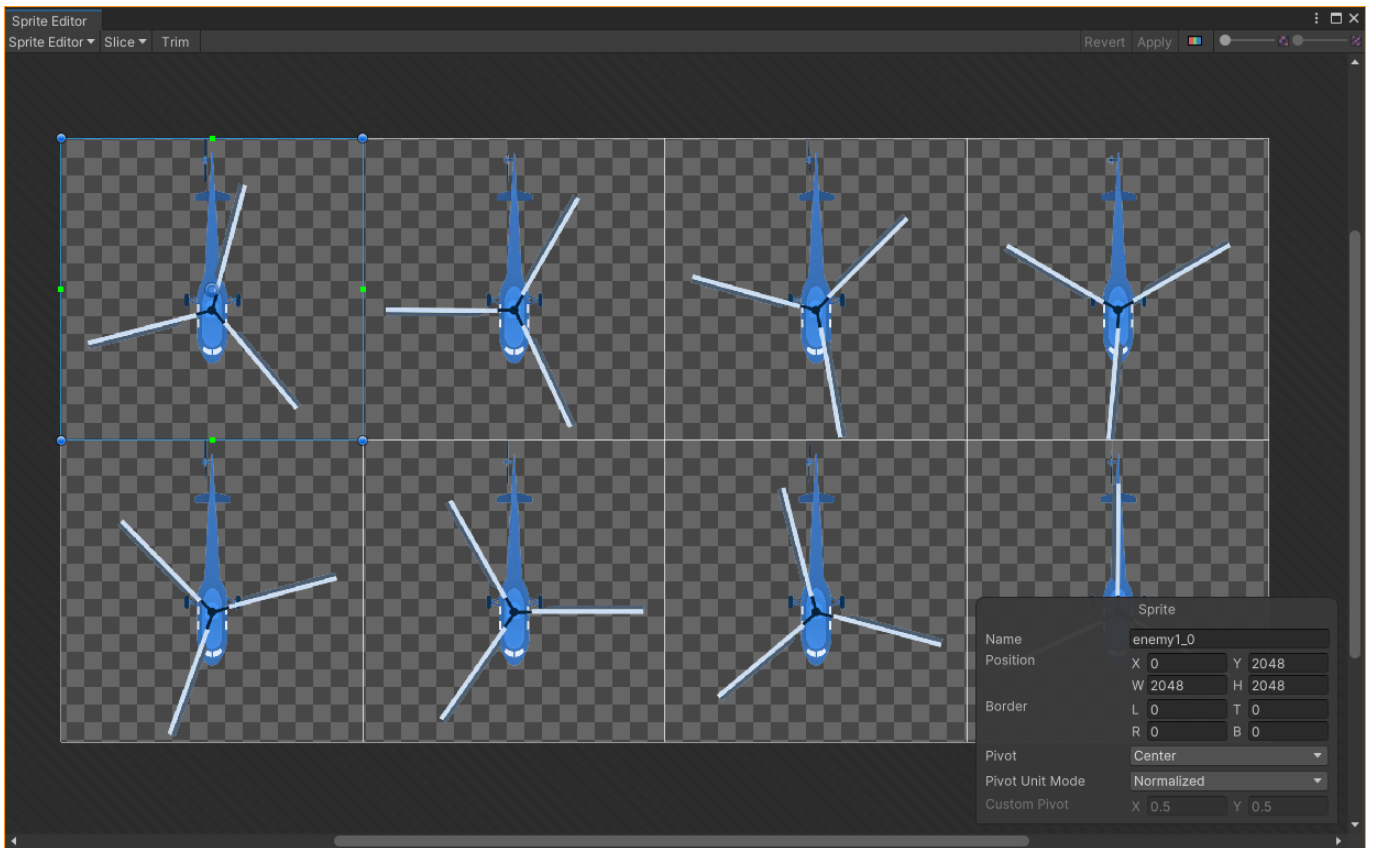 Sprite Editor
Sprite Editor Slice Trim Revert Apply
Sprite
Name enemy1_0
Position X 0 Y 2048
W 2048 H 2048
Border L 0 T 0
R 0 B 0
Pivot Center
Pivot Unit Mode Normalized
Custom Pivot X 0.5 Y 0.5